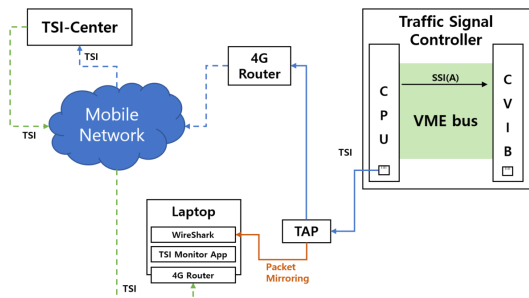 TSI-Center
TSI
TSI
Mobile
Network
4G
Router
Traffic Signal
Controller
C
P
U
SSI(A)
VME bus
C
V
I
B
TSI
TAP
Laptop
WireShark
TSI Monitor App
4G Router
Packet
Mirroring
TSI